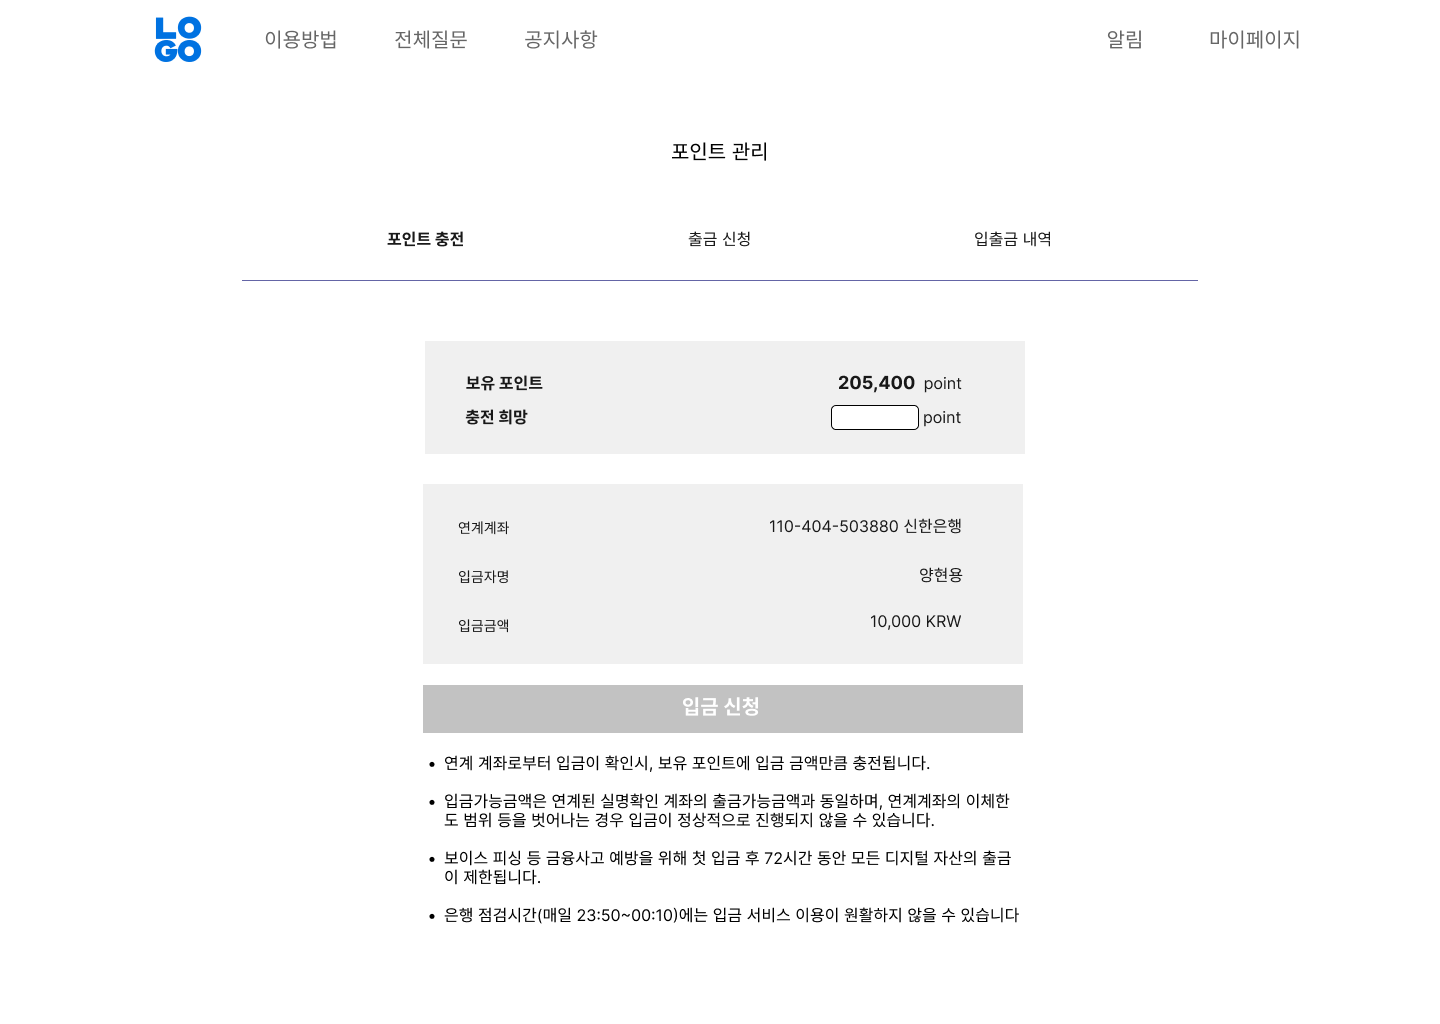 LO
GO
이용방법 전체질문 공지사항 알림 마이페이지
포인트 관리
포인트 충전 출금 신청 입출금 내역
보유 포인트 205,400 point
충전 희망 point
연계계좌 110-404-503880 신한은행
입금자명 양현용
입금금액 10,000 KRW
입금 신청
• 연계 계좌로부터 입금이 확인시, 보유 포인트에 입금 금액만큼 충전됩니다.
• 입금가능금액은 연계된 실명확인 계좌의 출금가능금액과 동일하며, 연계계좌의 이체한
도 범위 등을 벗어나는 경우 입금이 정상적으로 진행되지 않을 수 있습니다.
• 보이스 피싱 등 금융사고 예방을 위해 첫 입금 후 72시간 동안 모든 디지털 자산의 출금
이 제한됩니다.
• 은행 점검시간(매일 23:50~00:10)에는 입금 서비스 이용이 원활하지 않을 수 있습니다